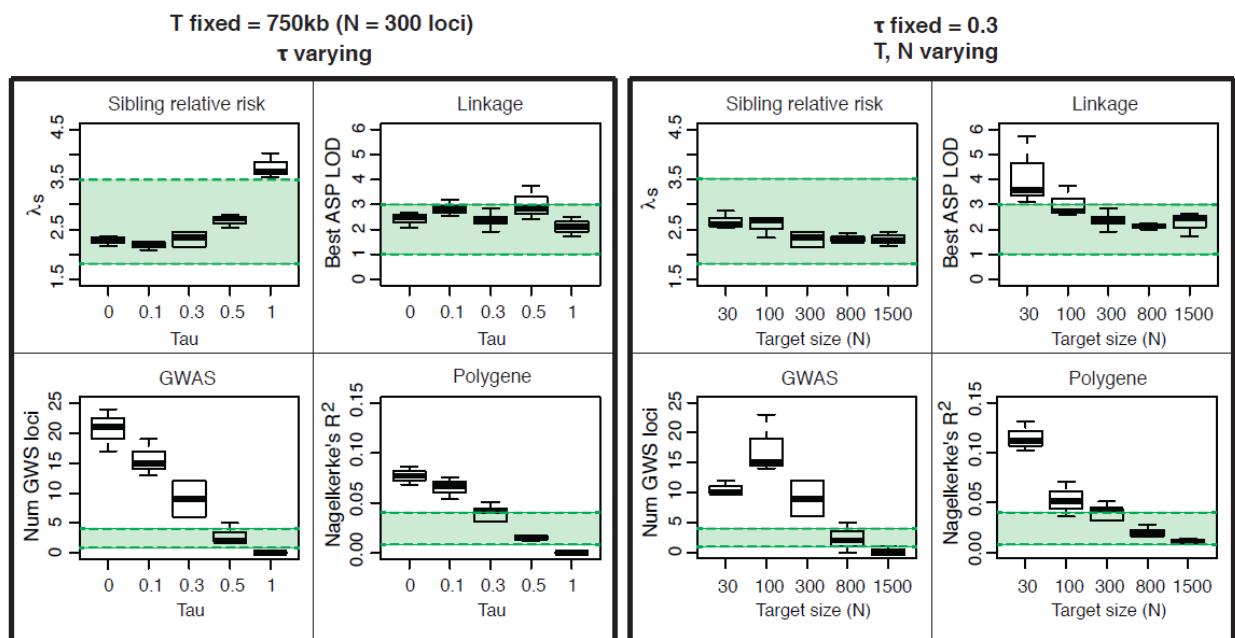 T fixed = 750kb (N = 300 loci)
τ varying
Sibling relative risk
λs
4.5
3.5
2.5
1.5
0 0.1 0.3 0.5 1
Tau
Linkage
Best ASP LOD
6
5
4
3
2
1
0
0 0.1 0.3 0.5 1
Tau
GWAS
Num GWS loci
25
20
15
10
5
0
0 0.1 0.3 0.5 1
Tau
Polygene
Nagelkerke's R²
0.15
0.10
0.05
0.00
0 0.1 0.3 0.5 1
Tau
τ fixed = 0.3
T, N varying
Sibling relative risk
λs
4.5
3.5
2.5
1.5
30 100 300 800 1500
Target size (N)
Linkage
Best ASP LOD
6
5
4
3
2
1
0
30 100 300 800 1500
Target size (N)
GWAS
Num GWS loci
25
20
15
10
5
0
30 100 300 800 1500
Target size (N)
Polygene
Nagelkerke's R²
0.15
0.10
0.05
0.00
30 100 300 800 1500
Target size (N)